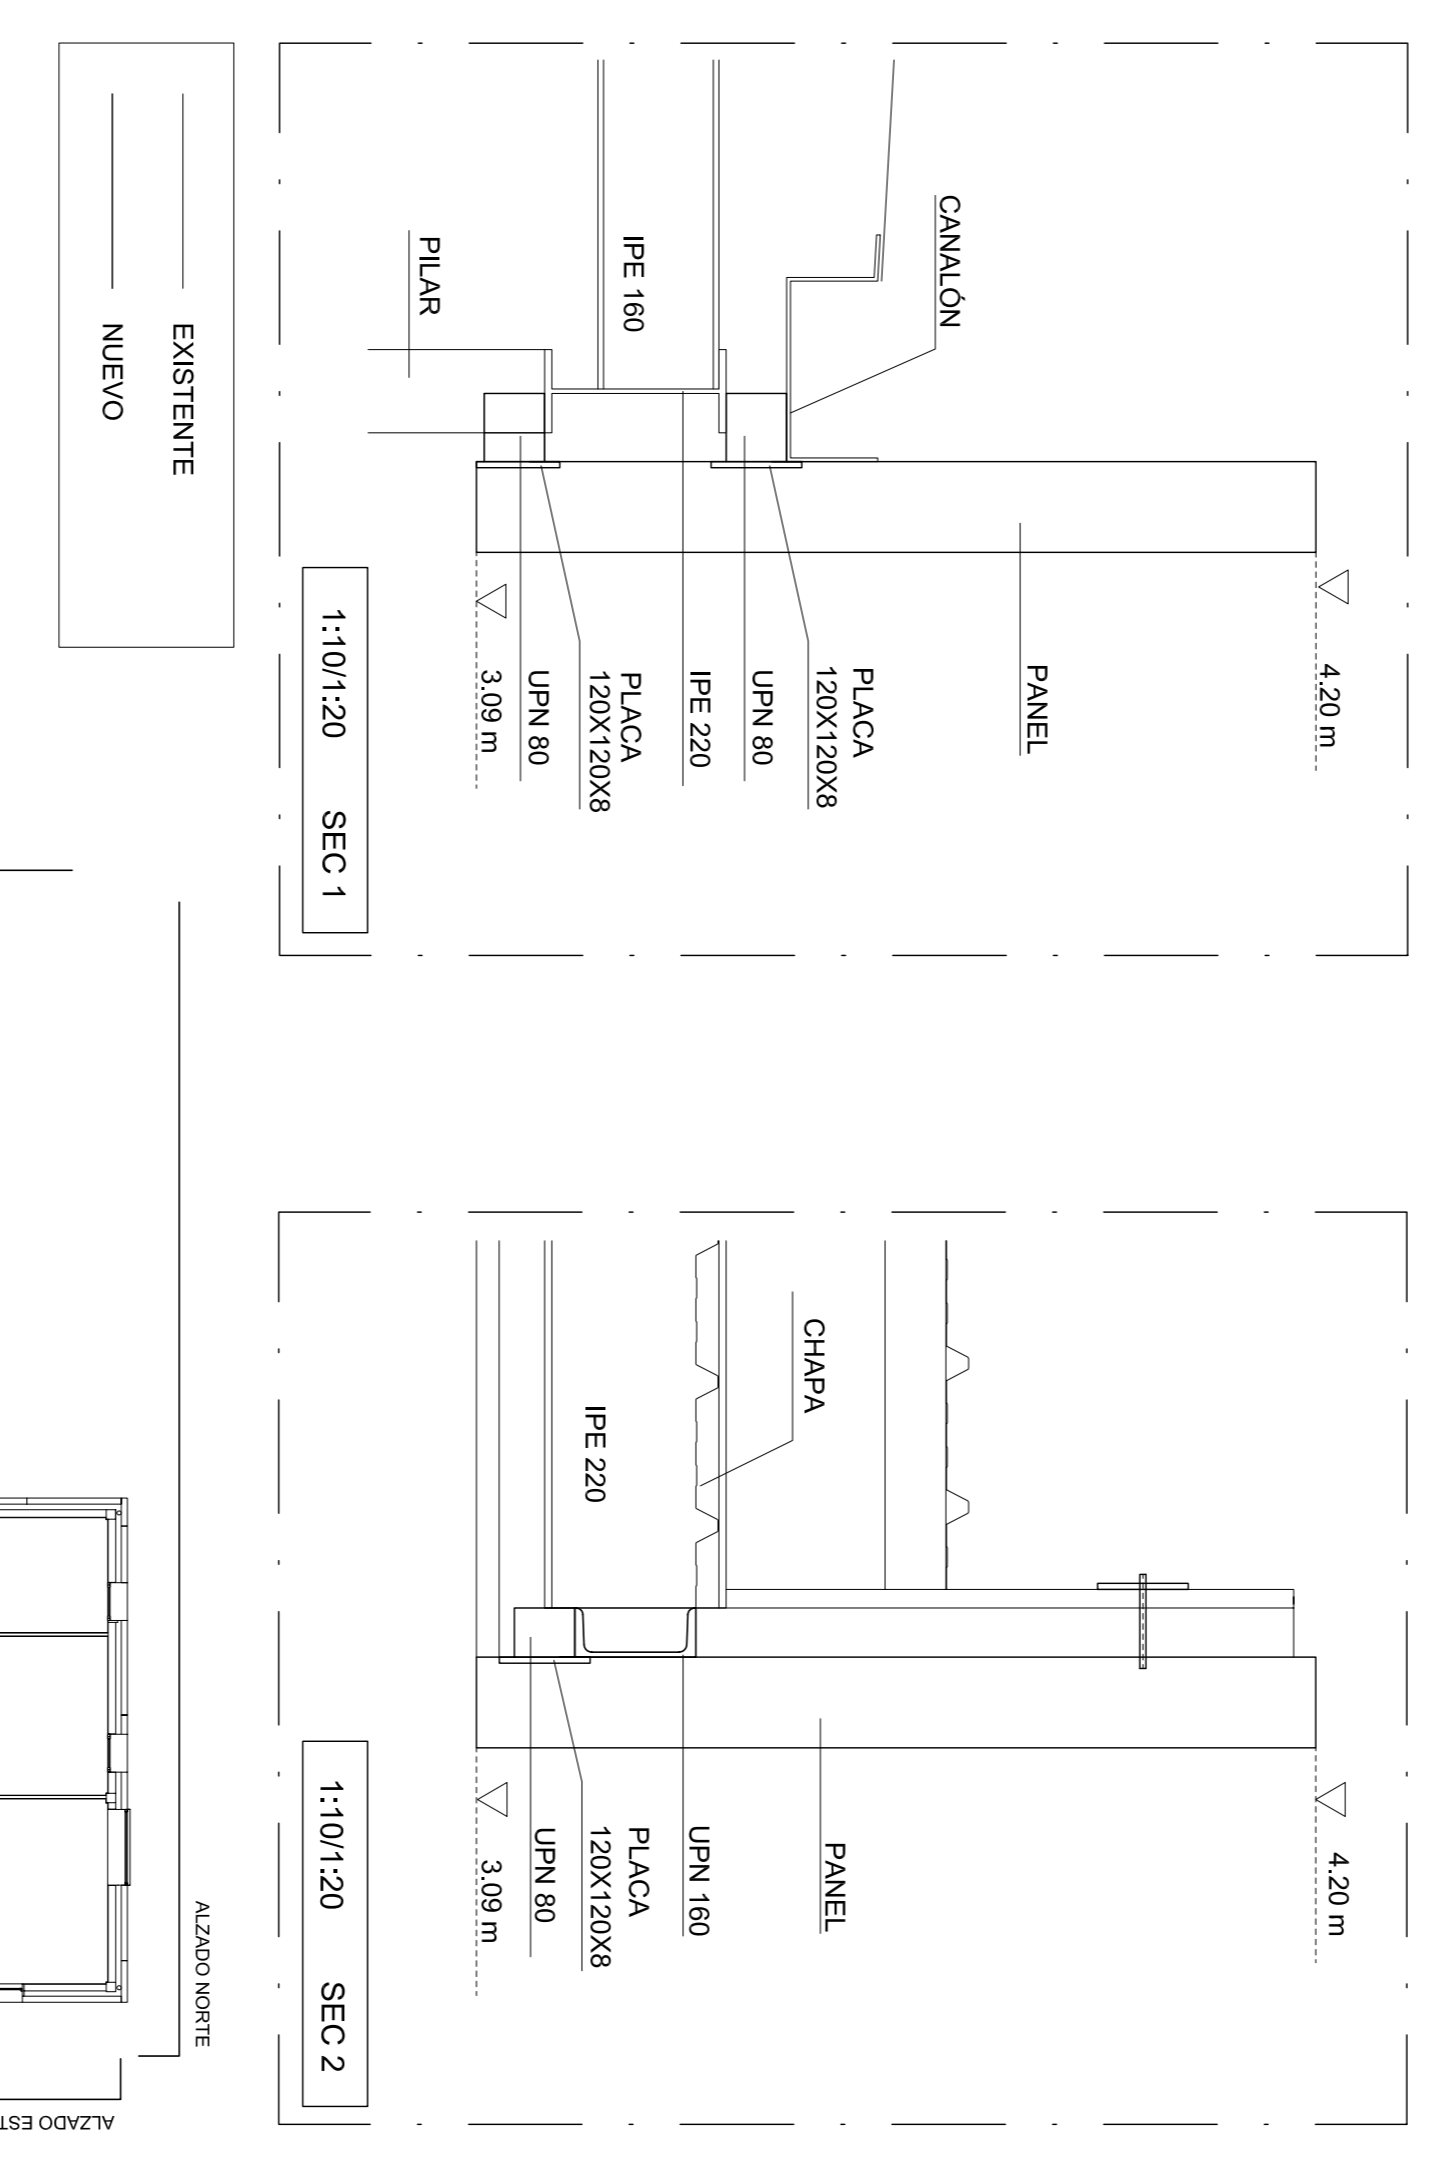 4.20 m
CANALÓN
PANEL
PLACA
120X120X8
UPN 80
IPE 220
IPE 160
PLACA
120X120X8
UPN 80
3.09 m
PILAR
1:10/1:20 SEC 1
EXISTENTE
NUEVO
4.20 m
CHAPA
PANEL
UPN 160
PLACA
120X120X8
IPE 220
UPN 80
3.09 m
1:10/1:20 SEC 2
ALZADO NORTE